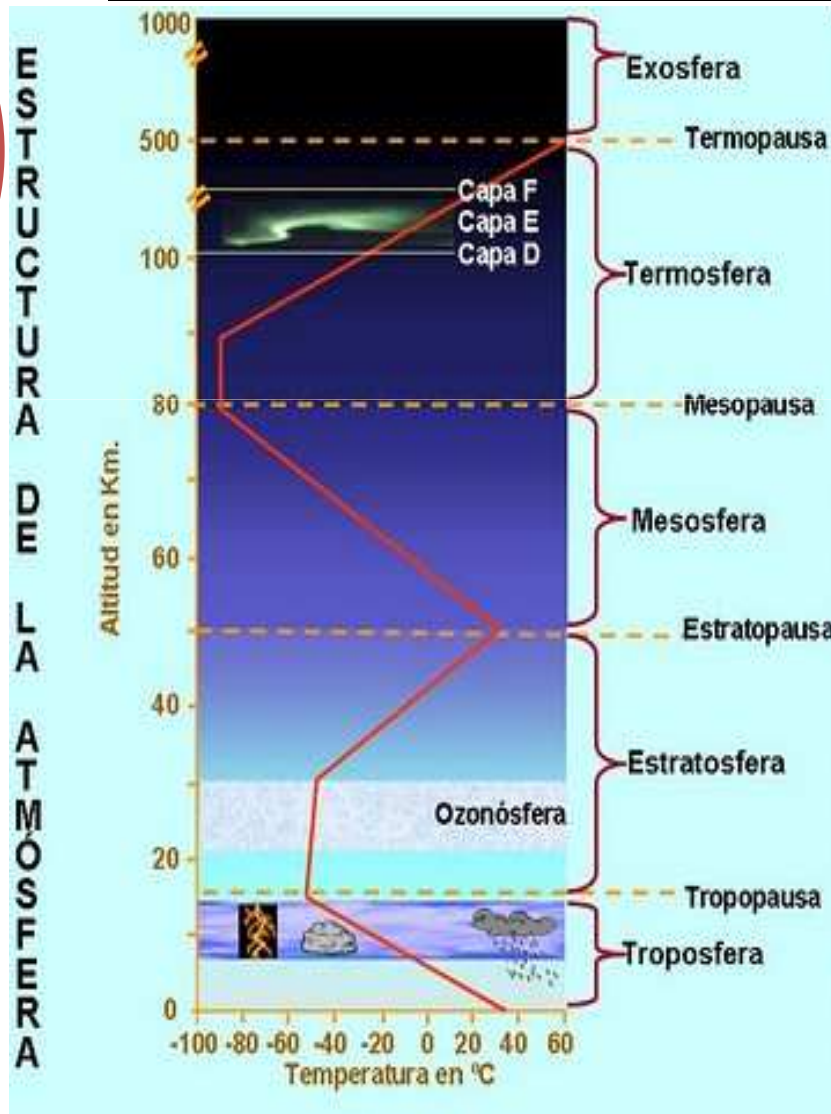 ESTRUCTURA DE LA ATMÓSFERA
1000
500
100
80
60
40
20
0
Altitud en Km.
Capa F
Capa E
Capa D
Ozonósfera
Exosfera
Termopausa
Termosfera
Mesopausa
Mesosfera
Estratopausa
Estratosfera
Tropopausa
Troposfera
-100 -80 -60 -40 -20 0 20 40 60
Temperatura en ºC